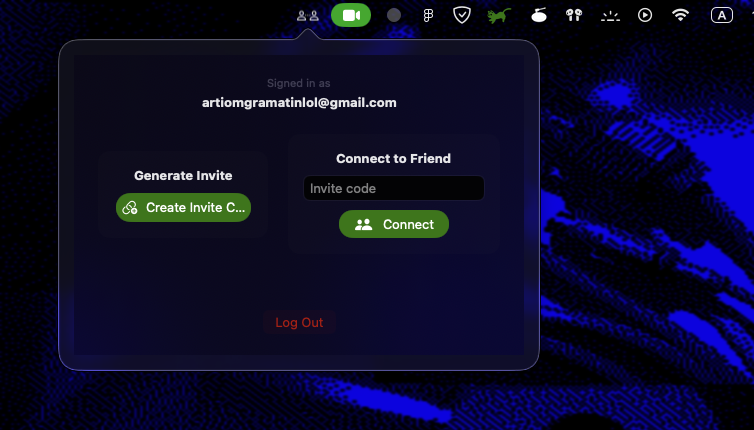 A
Signed in as
artiomgramatinlol@gmail.com
Generate Invite
Create Invite C...
Connect to Friend
Invite code
Connect
Log Out